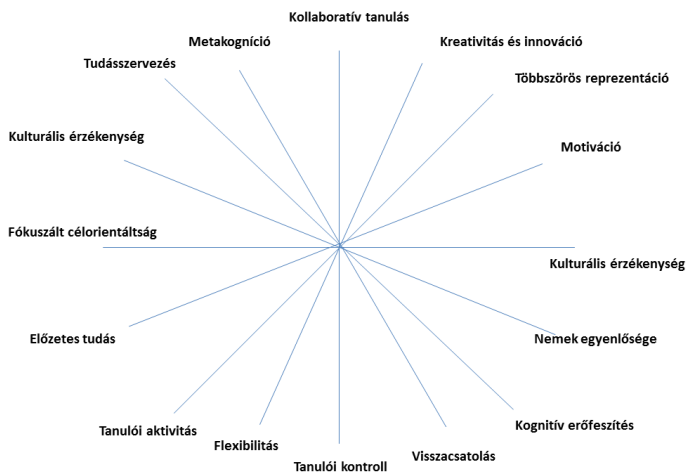 Kollaboratív tanulás
Metakogníció
Kreativitás és innováció
Tudásszervezés
Többszörös reprezentáció
Kulturális érzékenység
Motiváció
Fókuszált célorientáltság
Kulturális érzékenység
Előzetes tudás
Nemek egyenlősége
Tanulói aktivitás
Kognitív erőfeszítés
Flexibilitás
Visszacsatolás
Tanulói kontroll